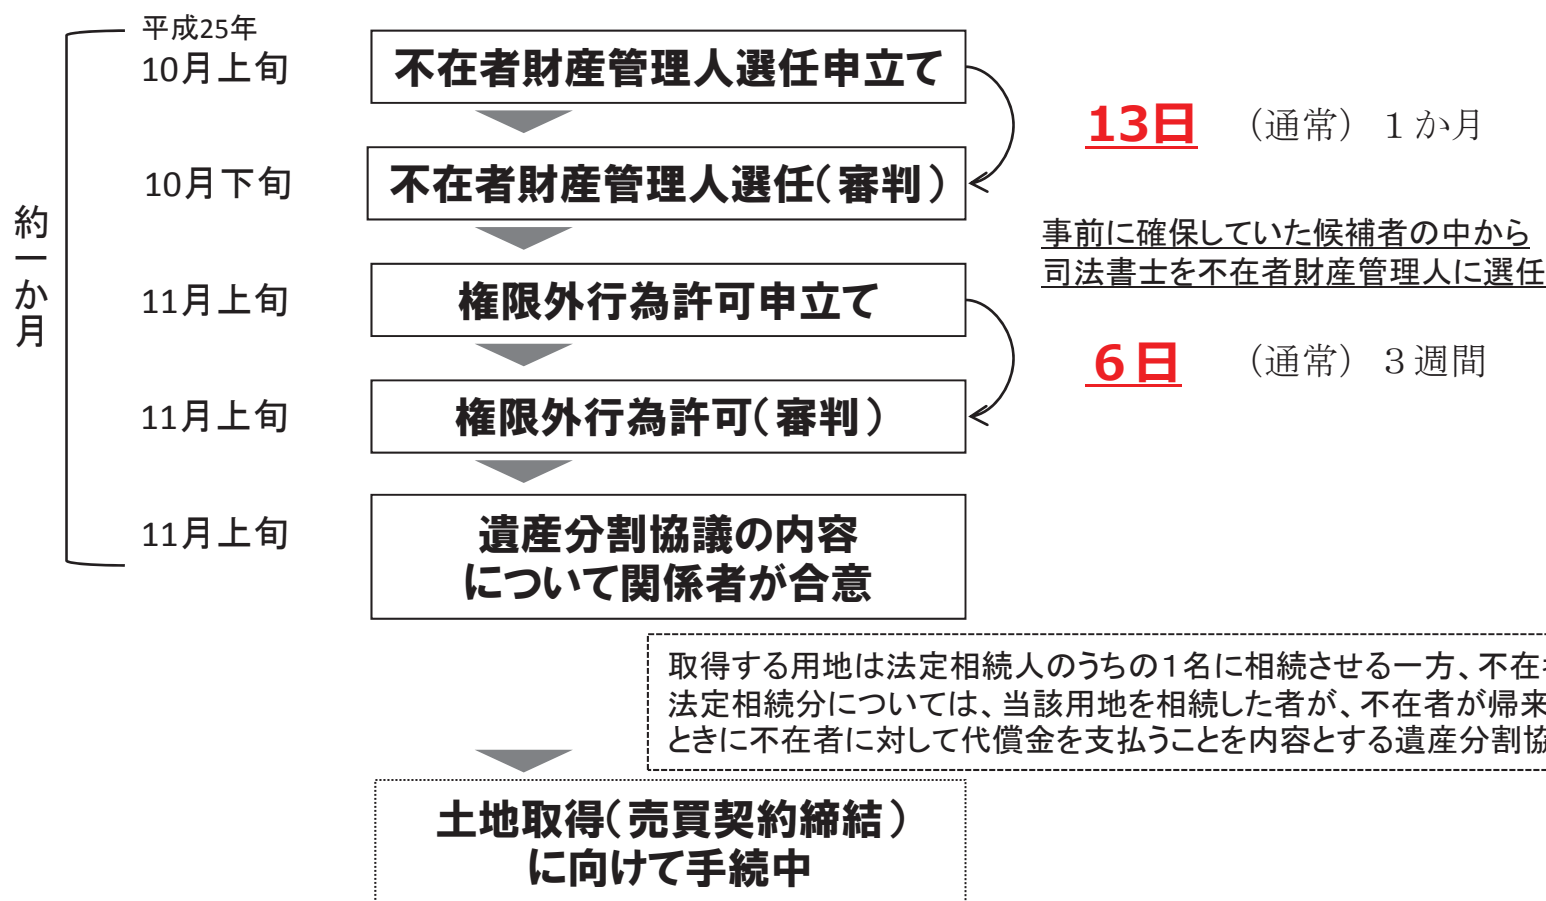 平成25年
10月上旬
不在者財産管理人選任申立て
13日 (通常) １か月
10月下旬
不在者財産管理人選任(審判)
事前に確保していた候補者の中から
司法書士を不在者財産管理人に選任
約一か月
11月上旬
権限外行為許可申立て
６日 (通常) ３週間
11月上旬
権限外行為許可(審判)
11月上旬
遺産分割協議の内容
について関係者が合意
取得する用地は法定相続人のうちの１名に相続させる一方、不在
法定相続分については、当該用地を相続した者が、不在者が帰来
ときに不在者に対して代償金を支払うことを内容とする遺産分割協
土地取得(売買契約締結)
に向けて手続中